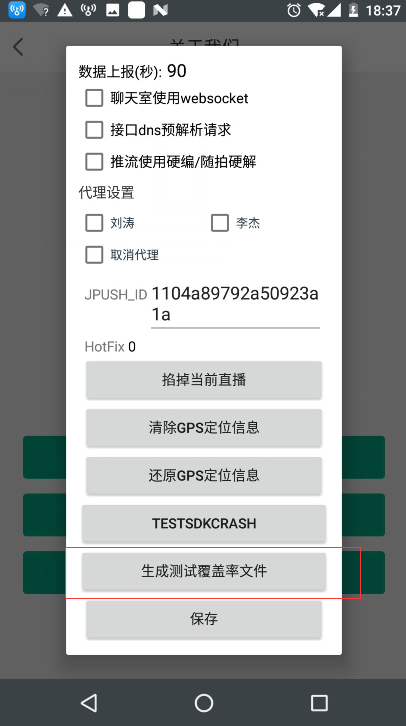 18:37
关于我们
数据上报(秒): 90
聊天室使用websocket
接口dns预解析请求
推流使用硬编/随拍硬解
代理设置
刘涛 李杰
取消代理
JPUSH_ID 1104a89792a50923a
1a
HotFix 0
掐掉当前直播
清除GPS定位信息
还原GPS定位信息
TESTSDKCRASH
生成测试覆盖率文件
保存